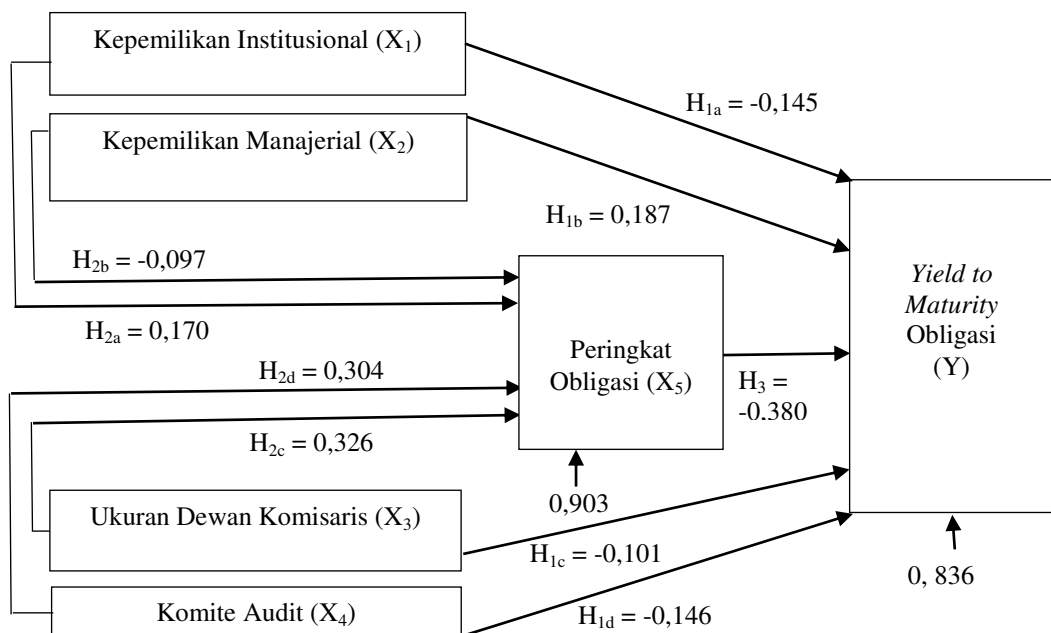 Kepemilikan Institusional (X₁)
H₁ₐ = -0,145
Kepemilikan Manajerial (X₂)
H₁b = 0,187
H₂b = -0,097
H₂ₐ = 0,170
Yield to
Maturity
Obligasi
(Y)
Peringkat
Obligasi (X₅)
H₂d = 0,304
H₃ =
-0.380
H₂c = 0,326
0,903
Ukuran Dewan Komisaris (X₃)
H₁c = -0,101
0, 836
Komite Audit (X₄)
H₁d = -0,146